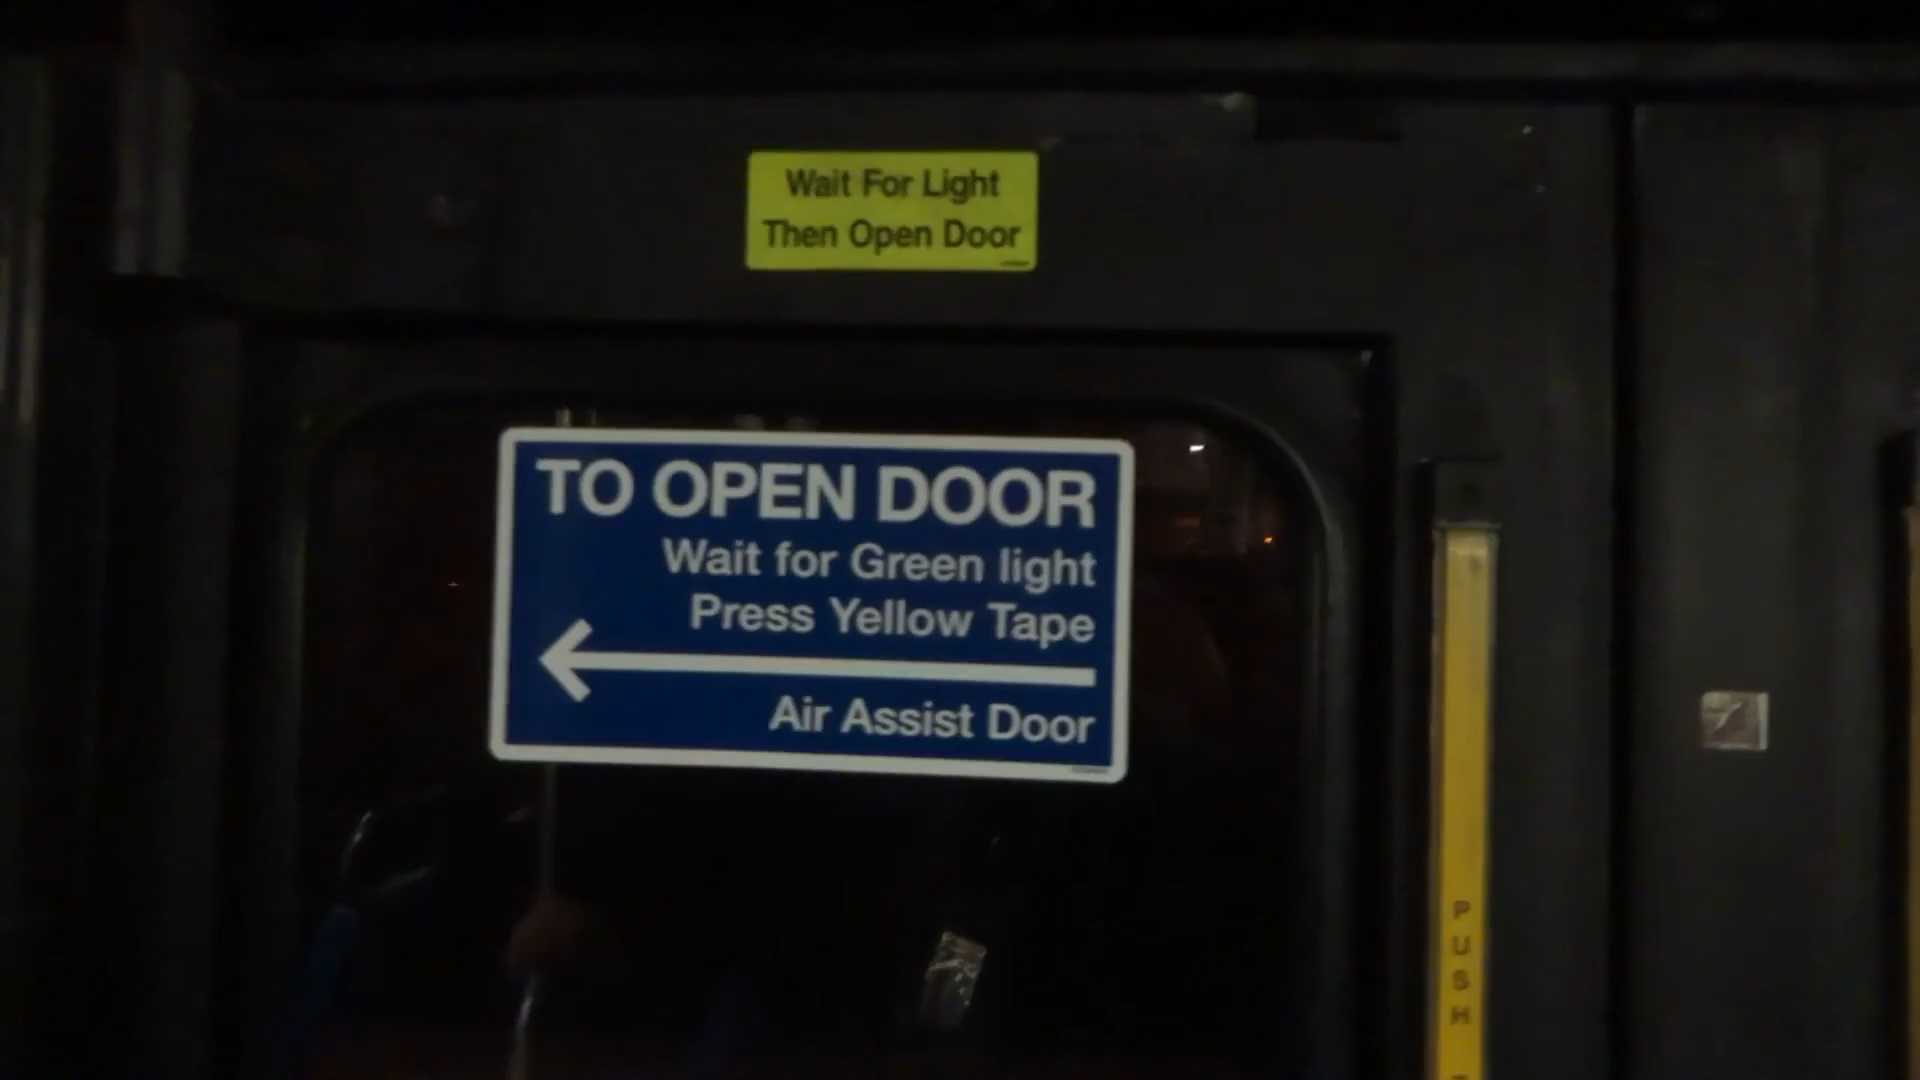 Wait For Light
Then Open Door
TO OPEN DOOR
Wait for Green light
Press Yellow Tape
Air Assist Door
PUSH